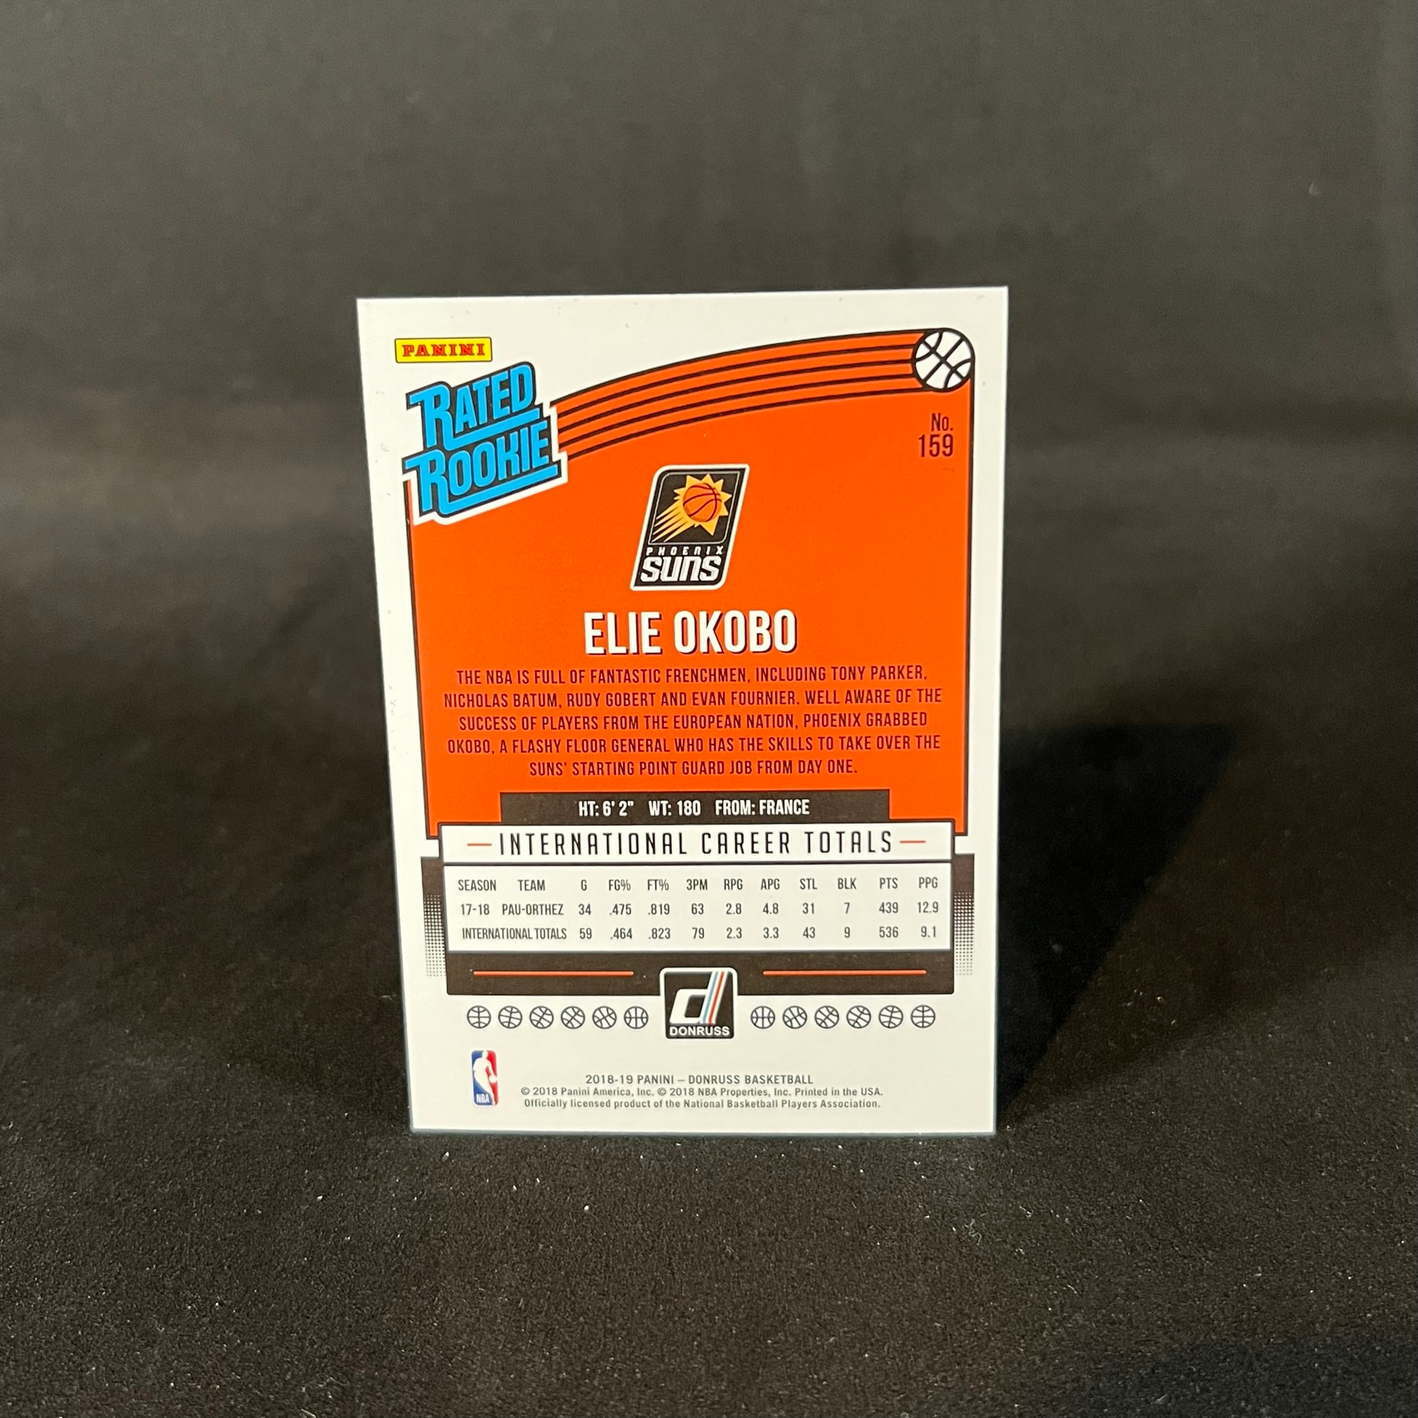 PANINI
RATED
ROOKIE
No.
159
PHOENIX
SUNS
ELIE OKOBO
THE NBA IS FULL OF FANTASTIC FRENCHMEN, INCLUDING TONY PARKER,
NICHOLAS BATUM, RUDY GOBERT AND EVAN FOURNIER. WELL AWARE OF THE
SUCCESS OF PLAYERS FROM THE EUROPEAN NATION, PHOENIX GRABBED
OKOBO, A FLASHY FLOOR GENERAL WHO HAS THE SKILLS TO TAKE OVER THE
SUNS' STARTING POINT GUARD JOB FROM DAY ONE.
HT: 6' 2" WT: 180 FROM: FRANCE
INTERNATIONAL CAREER TOTALS
SEASON TEAM G FG% FT% 3PM RPG APG STL BLK PTS PPG
17-18 PAU-ORTHEZ 34 .475 .819 63 2.8 4.8 31 7 439 12.9
INTERNATIONAL TOTALS 59 .464 .823 79 2.3 3.3 43 9 536 9.1
d
DONRUSS
NBA
2018-19 PANINI – DONRUSS BASKETBALL
© 2018 Panini America, Inc. © 2018 NBA Properties, Inc. Printed in the USA.
Officially licensed product of the National Basketball Players Association.